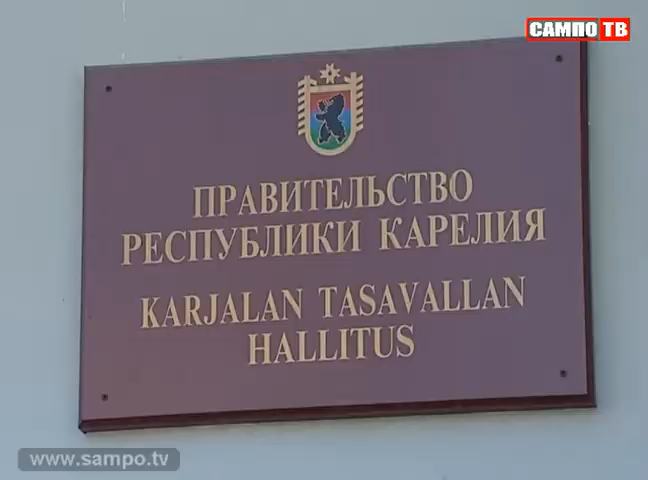 САМПО ТВ
ПРАВИТЕЛЬСТВО
РЕСПУБЛИКИ КАРЕЛИЯ
KARJALAN TASAVALLAN
HALLITUS
www.sampo.tv